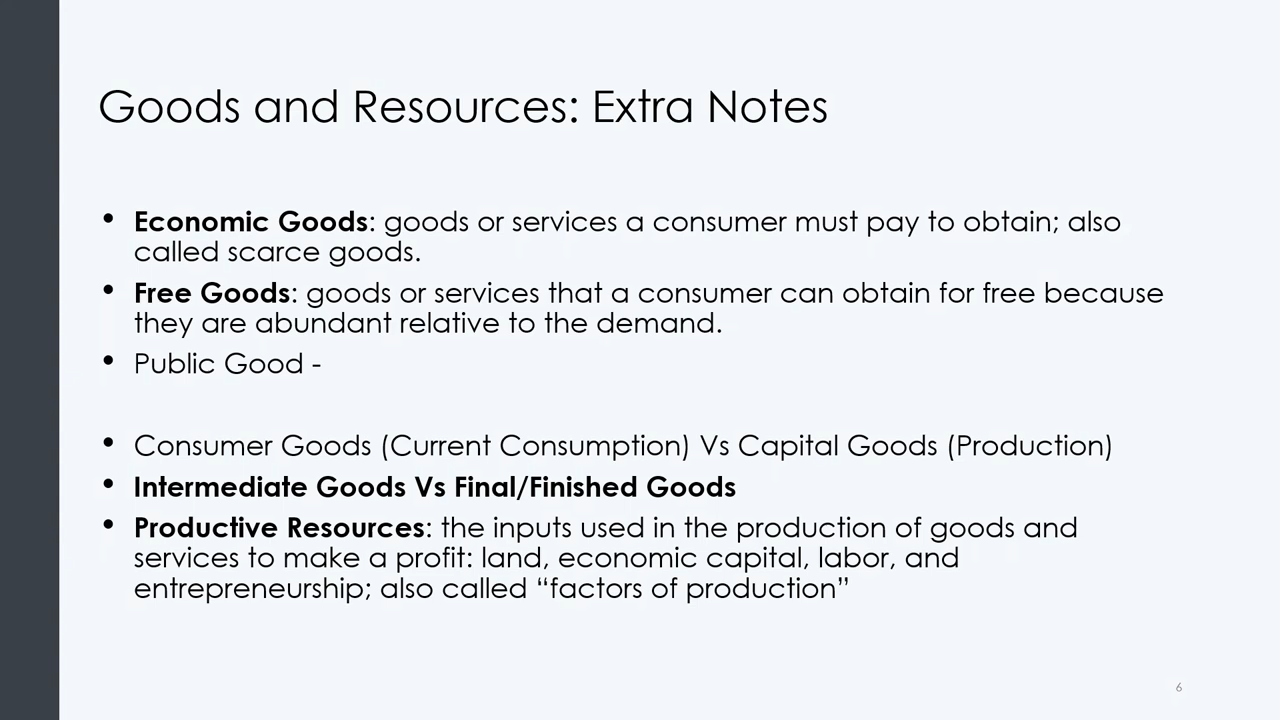 Goods and Resources: Extra Notes
• Economic Goods: goods or services a consumer must pay to obtain; also
called scarce goods.
• Free Goods: goods or services that a consumer can obtain for free because
they are abundant relative to the demand.
• Public Good -
• Consumer Goods (Current Consumption) Vs Capital Goods (Production)
• Intermediate Goods Vs Final/Finished Goods
• Productive Resources: the inputs used in the production of goods and
services to make a profit: land, economic capital, labor, and
entrepreneurship; also called “factors of production”
6